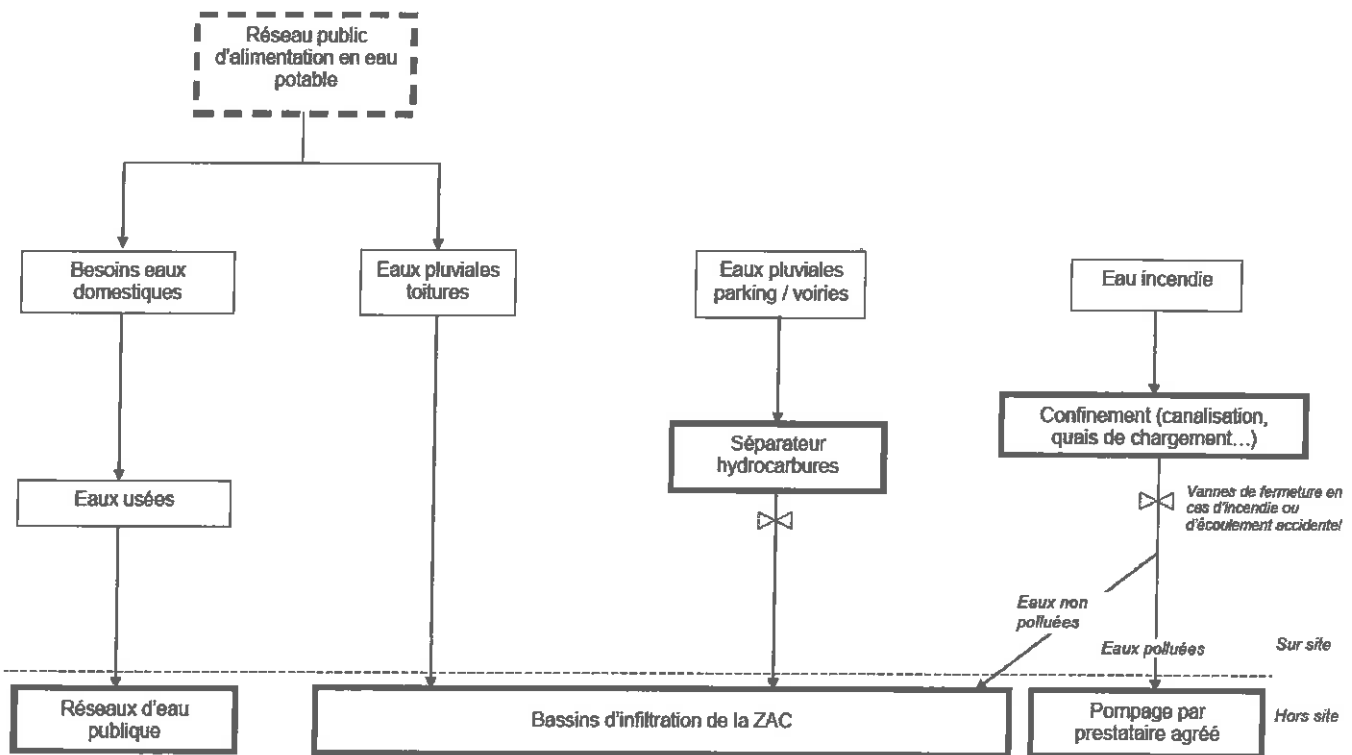 Réseau public
d'alimentation en eau
potable
Besoins eaux
domestiques
Eaux pluviales
toitures
Eaux pluviales
parking / voiries
Eau incendie
Confinement (canalisation,
quais de chargement...)
Séparateur
hydrocarbures
Eaux usées
Vannes de fermeture en
cas d'incendie ou
d'écoulement accidentel
Eaux non
polluées
Eaux polluées
Sur site
Réseaux d'eau
publique
Bassins d'infiltration de la ZAC
Pompage par
prestataire agréé
Hors site